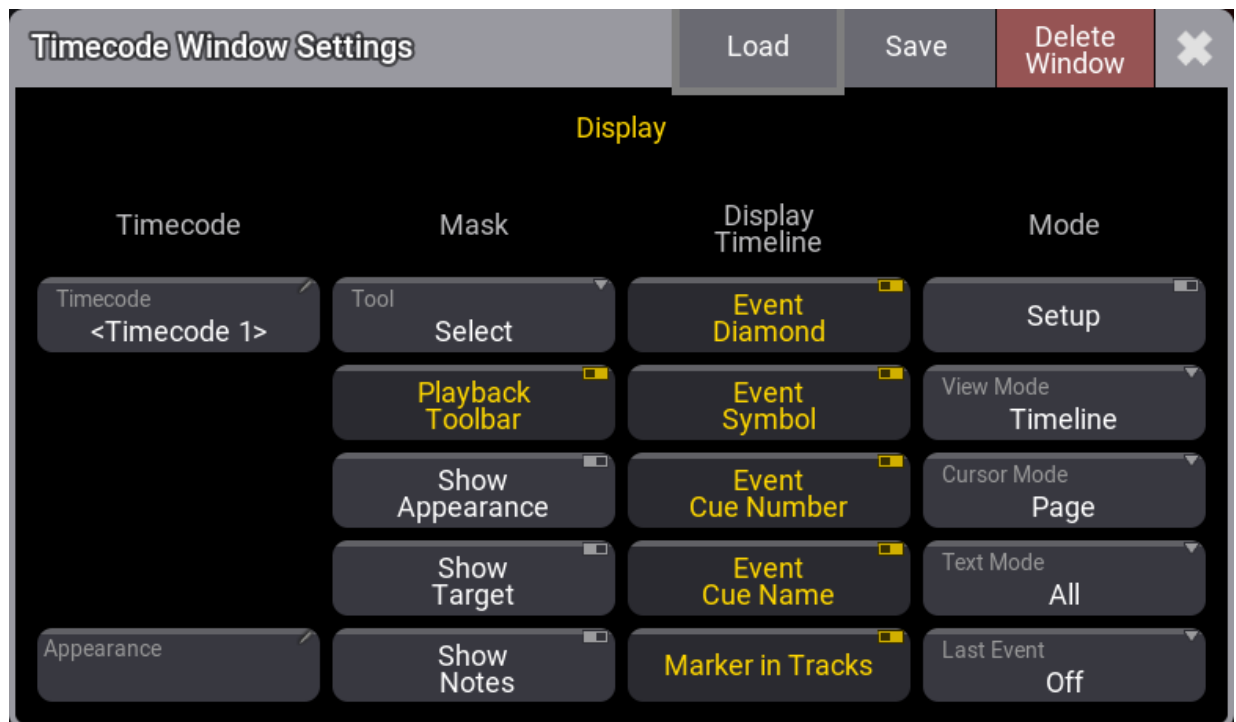 Timecode Window Settings
Load
Save
Delete
Window
Display
Timecode
Mask
Display
Timeline
Mode
Timecode
<Timecode 1>
Tool
Select
Event
Diamond
Setup
Playback
Toolbar
Event
Symbol
View Mode
Timeline
Show
Appearance
Event
Cue Number
Cursor Mode
Page
Show
Target
Event
Cue Name
Text Mode
All
Appearance
Show
Notes
Marker in Tracks
Last Event
Off